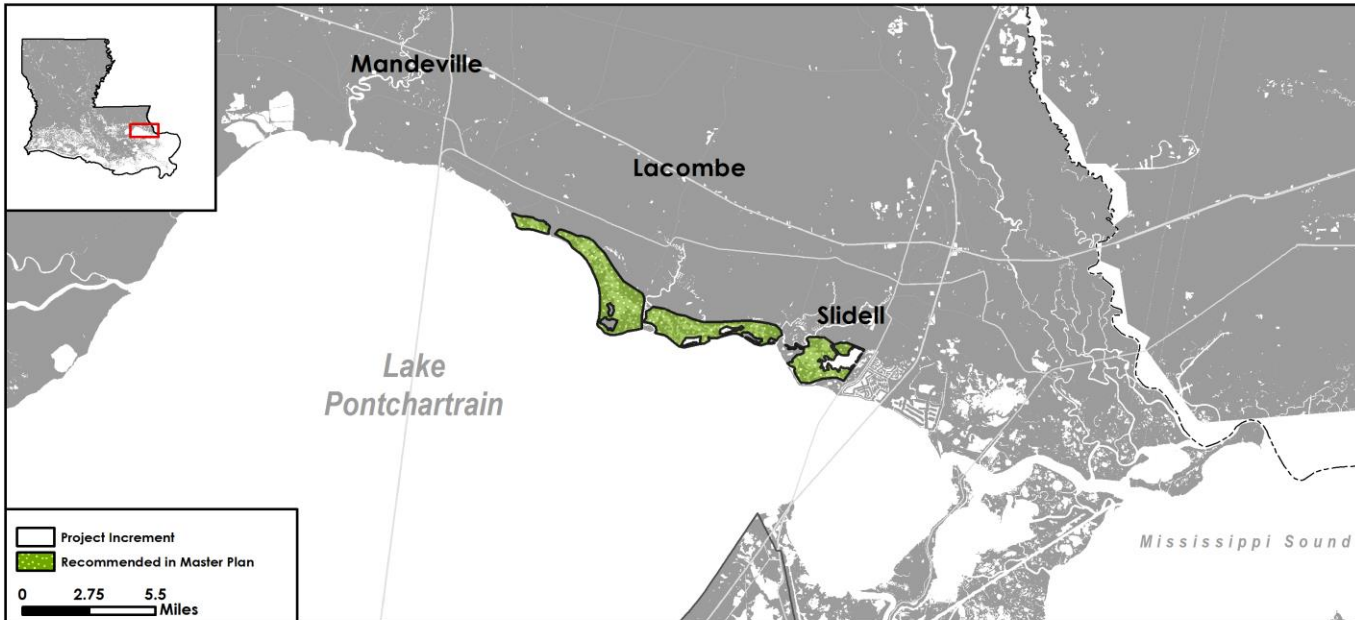 Mandeville
Lacombe
Slidell
Lake
Pontchartrain
Mississippi Sound
Project Increment
Recommended in Master Plan
0 2.75 5.5
Miles